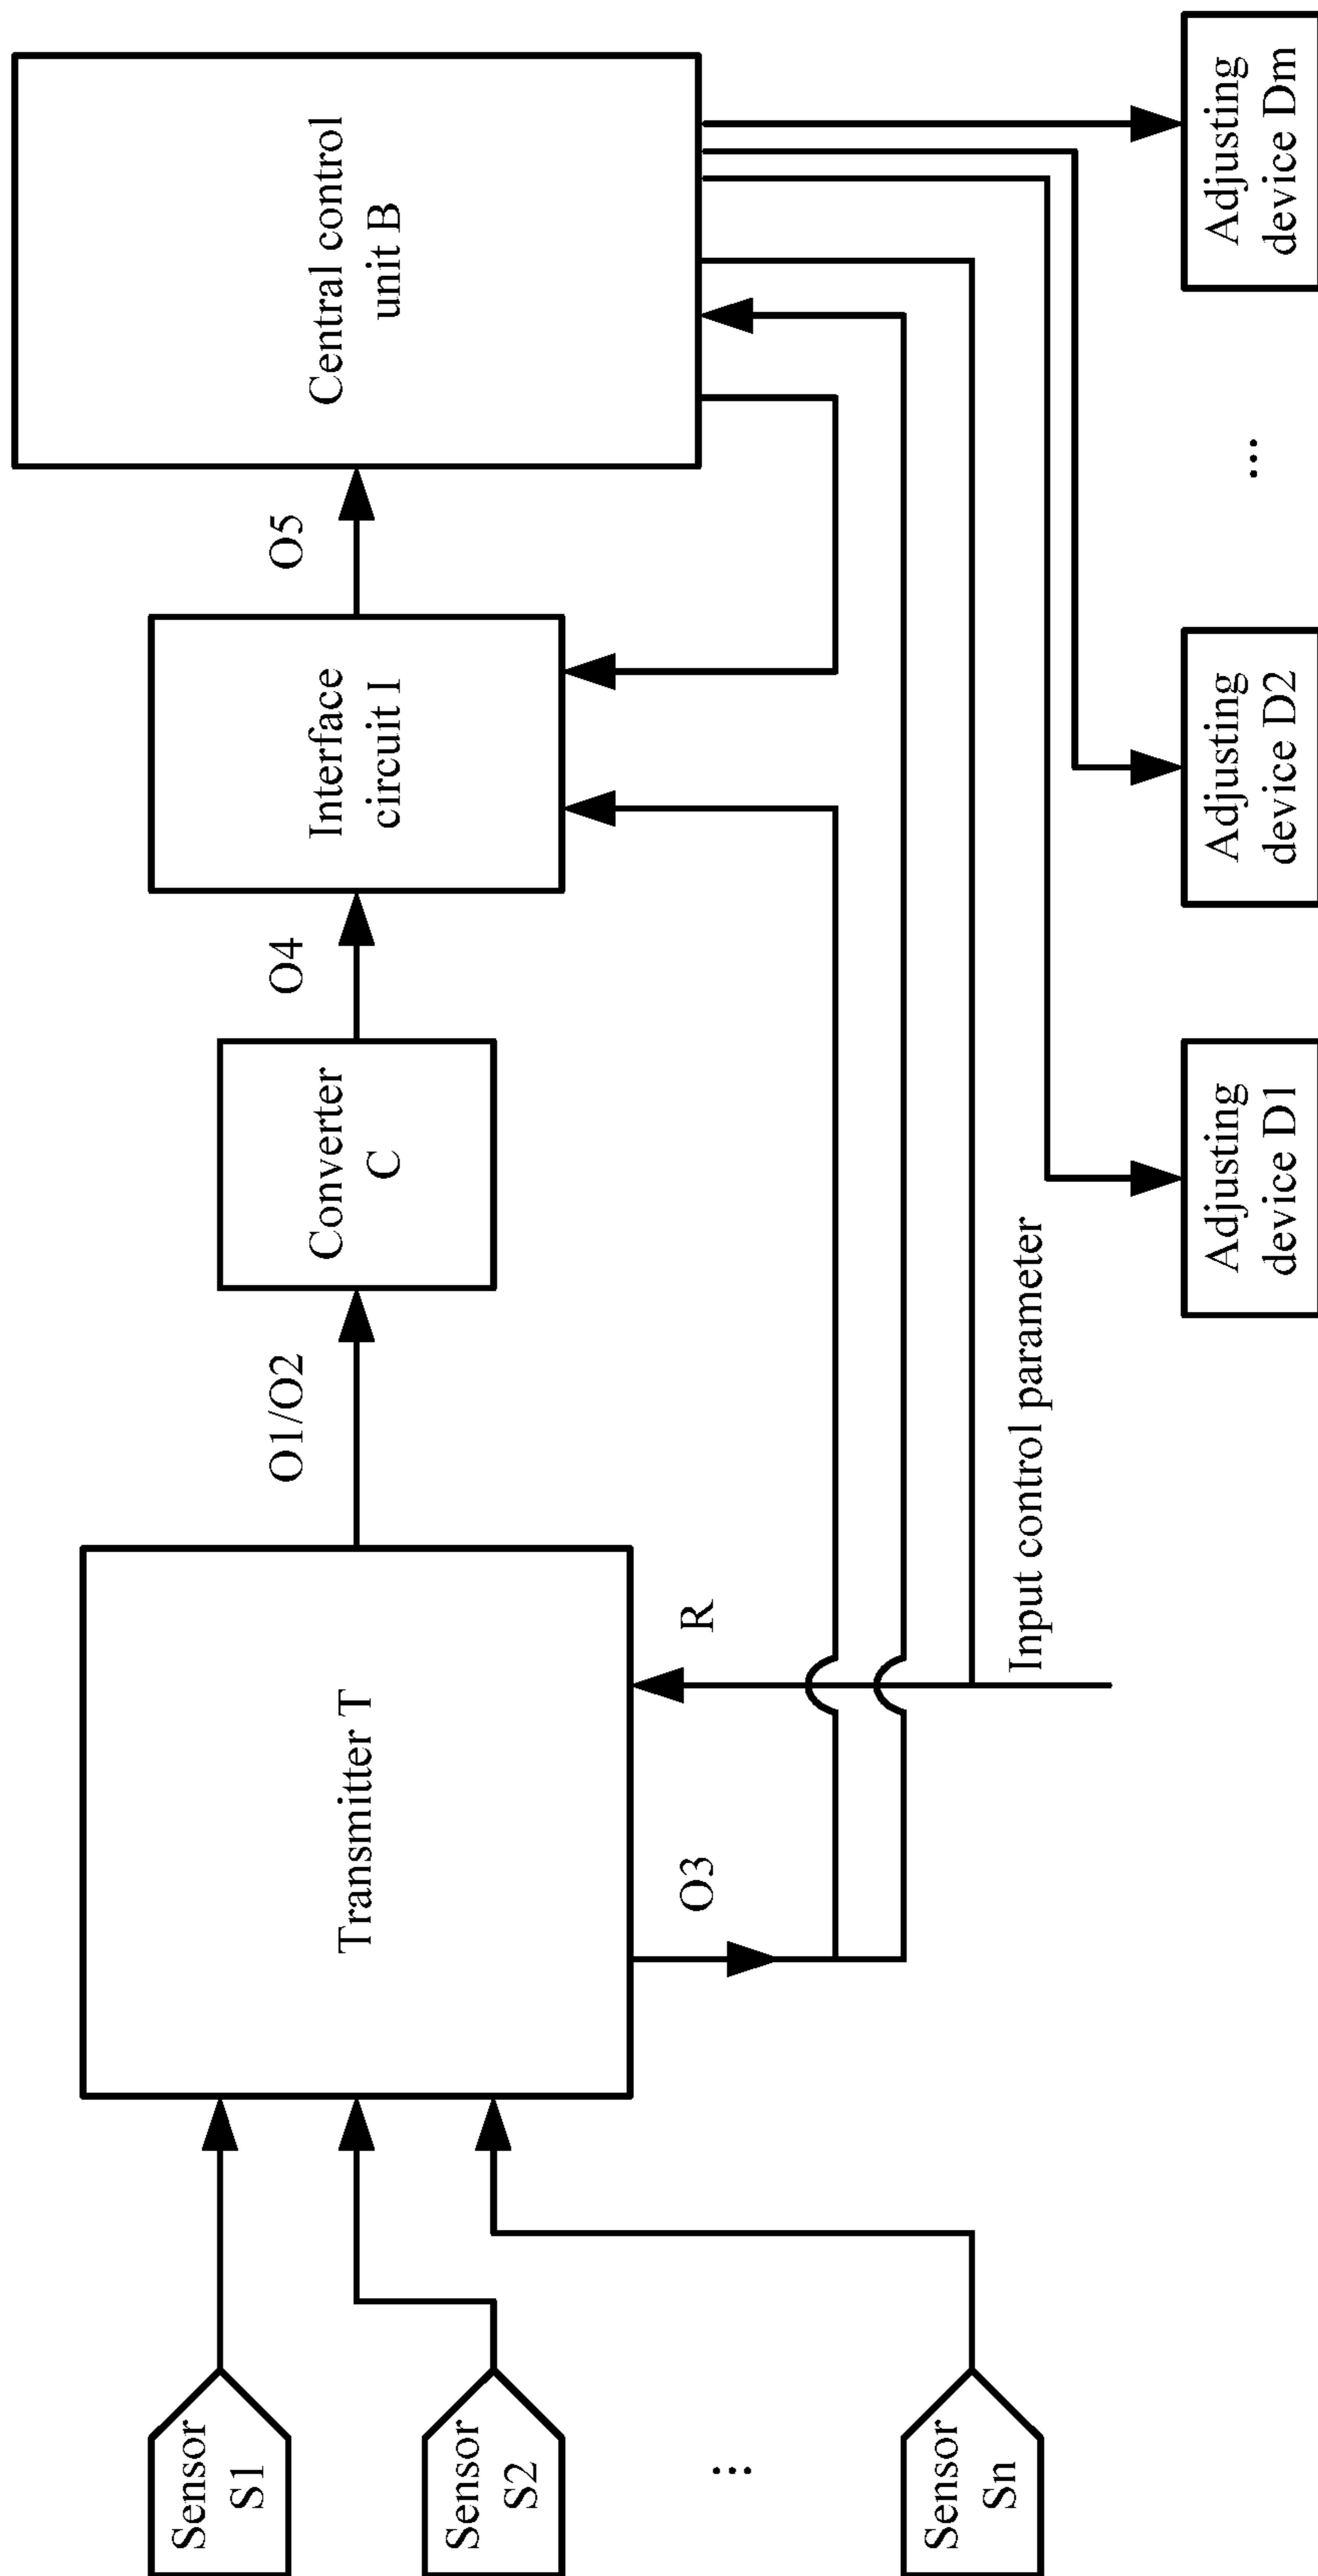 Sensor
S1
Sensor
S2
...
Sensor
Sn
Transmitter T
O3
R
O1/O2
Converter
C
O4
Interface
circuit I
O5
Central control
unit B
Input control parameter
Adjusting
device D1
Adjusting
device D2
...
Adjusting
device Dm